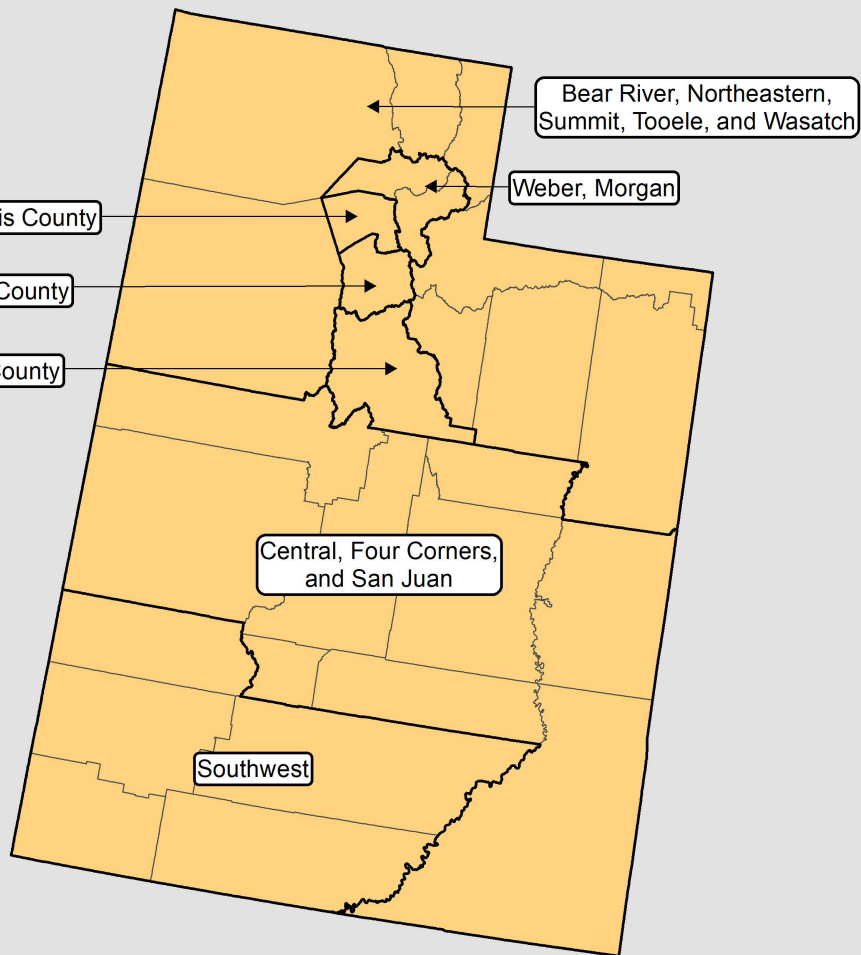 Bear River, Northeastern,
Summit, Tooele, and Wasatch
Weber, Morgan
is County
County
County
Central, Four Corners,
and San Juan
Southwest